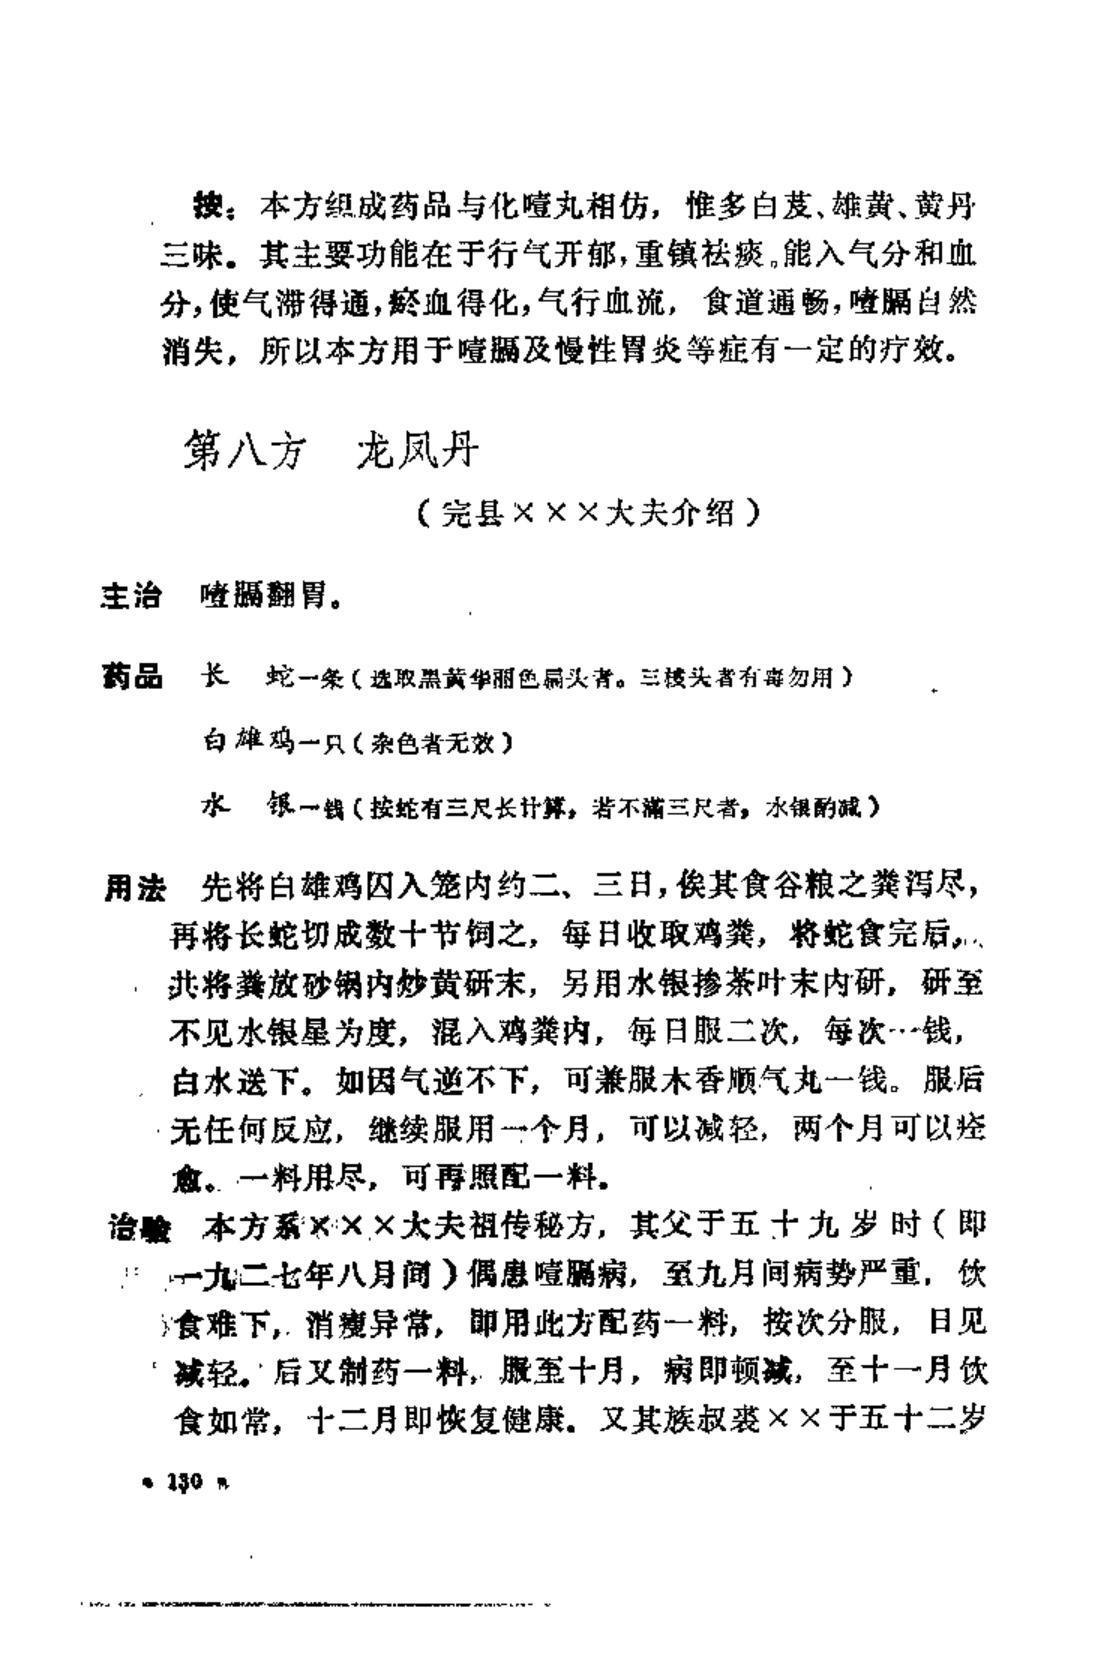 按：本方组成药品与化噎丸相仿，惟多白芨、雄黄、黄丹
三味。其主要功能在于行气开郁，重镇祛痰。能入气分和血
分，使气滞得通，瘀血得化，气行血流，食道通畅，噎膈自然
消失，所以本方用于噎膈及慢性胃炎等症有一定的疗效。
第八方 龙凤丹
（完县×××大夫介绍）
主治 噎膈翻胃。
药品 长 蛇一条（选取黑黄华丽色扁头者。三棱头者有毒勿用）
白雄鸡一只（杂色者无效）
水 银一钱（按蛇有三尺长计算，若不满三尺者，水银酌减）
用法 先将白雄鸡囚入笼内约二、三日，俟其食谷粮之粪泻尽，
再将长蛇切成数十节饲之，每日收取鸡粪，将蛇食完后，
共将粪放砂锅内炒黄研末，另用水银掺茶叶末内研，研至
不见水银星为度，混入鸡粪内，每日服二次，每次一钱，
白水送下。如因气逆不下，可兼服木香顺气丸一钱。服后
无任何反应，继续服用一个月，可以减轻，两个月可以痊
愈。一料用尽，可再照配一料。
治验 本方系×××大夫祖传秘方，其父于五十九岁时（即
一九二七年八月间）偶患噎膈病，至九月间病势严重，饮
食难下，消瘦异常，即用此方配药一料，按次分服，日见
减轻。后又制药一料，服至十月，病即顿减，至十一月饮
食如常，十二月即恢复健康。又其族叔裘××于五十二岁
• 130 •